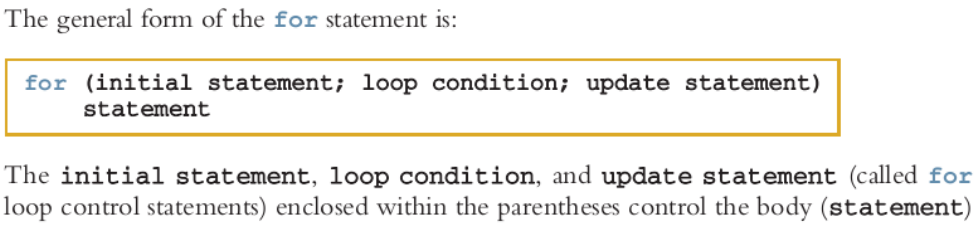 The general form of the for statement is:
for (initial statement; loop condition; update statement)
statement
The initial statement, loop condition, and update statement (called for
loop control statements) enclosed within the parentheses control the body (statement)